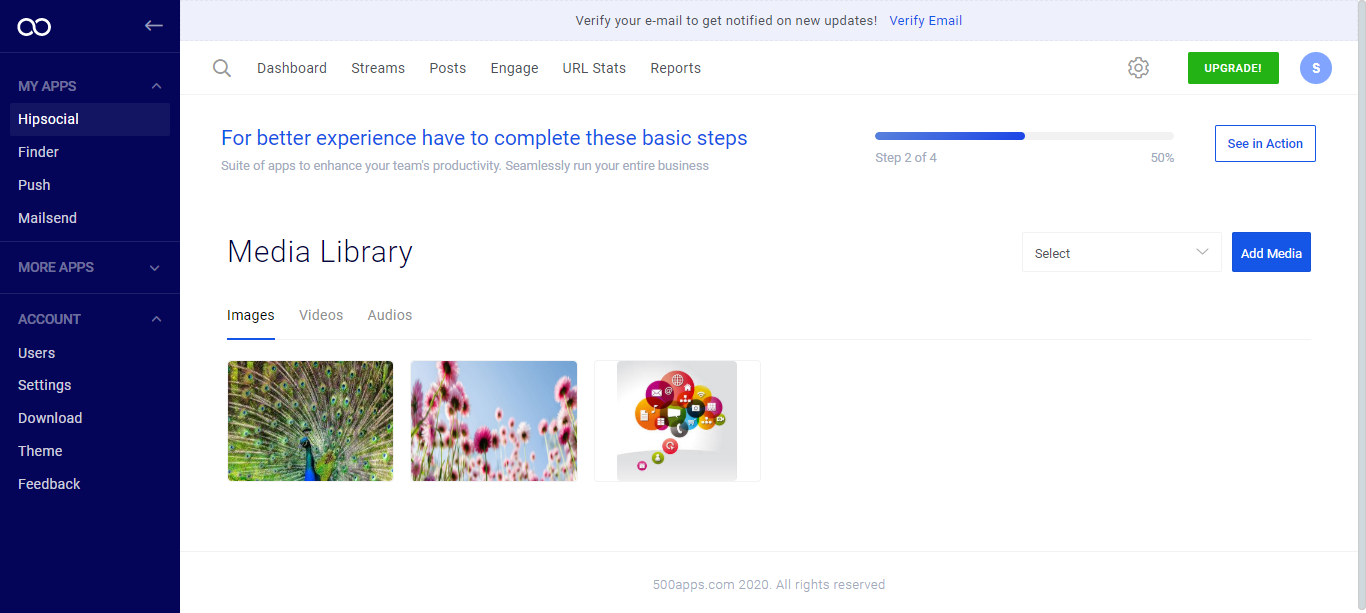 Verify your e-mail to get notified on new updates! Verify Email
Dashboard Streams Posts Engage URL Stats Reports UPGRADE! S
MY APPS
Hipsocial
Finder
Push
Mailsend
MORE APPS
ACCOUNT
Users
Settings
Download
Theme
Feedback
For better experience have to complete these basic steps
Suite of apps to enhance your team's productivity. Seamlessly run your entire business
Step 2 of 4 50%
See in Action
Media Library
Select
Add Media
Images Videos Audios
500apps.com 2020. All rights reserved